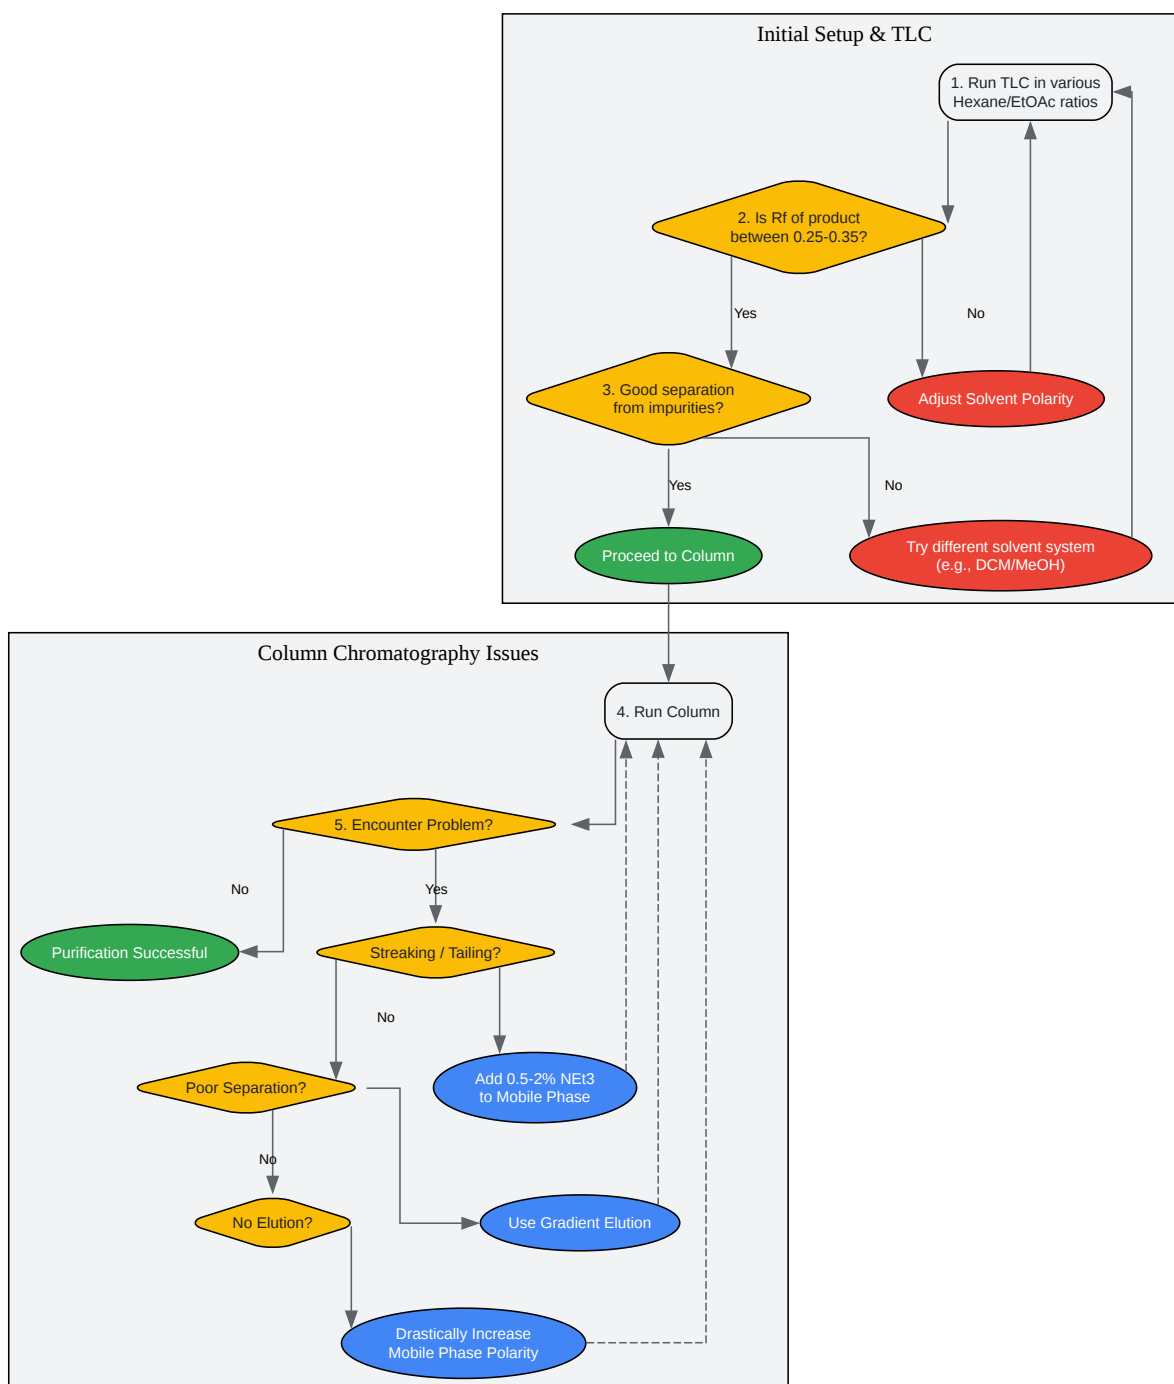 Initial Setup & TLC
1. Run TLC in various
Hexane/EtOAc ratios
2. Is Rf of product
between 0.25-0.35?
Yes
No
3. Good separation
from impurities?
Adjust Solvent Polarity
Yes
No
Proceed to Column
Try different solvent system
(e.g., DCM/MeOH)
Column Chromatography Issues
4. Run Column
5. Encounter Problem?
No
Yes
Purification Successful
Streaking / Tailing?
No
Add 0.5-2% NEt3
to Mobile Phase
Poor Separation?
No
No Elution?
Use Gradient Elution
Drastically Increase
Mobile Phase Polarity